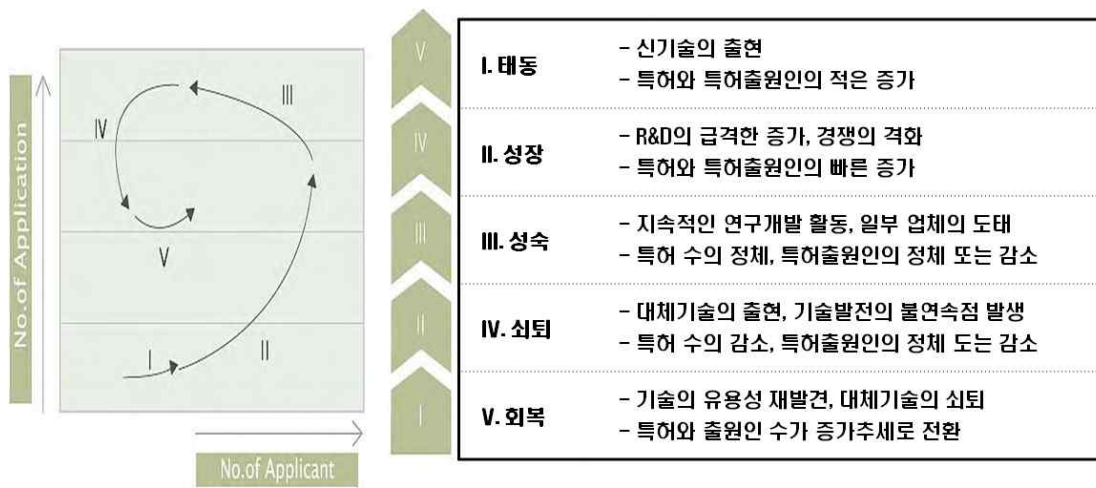 No.of Application
No.of Applicant
I
II
III
IV
V
V
IV
III
II
I
I. 태동
- 신기술의 출현
- 특허와 특허출원인의 적은 증가
II. 성장
- R&D의 급격한 증가, 경쟁의 격화
- 특허와 특허출원인의 빠른 증가
III. 성숙
- 지속적인 연구개발 활동, 일부 업체의 도태
- 특허 수의 정체, 특허출원인의 정체 또는 감소
IV. 쇠퇴
- 대체기술의 출현, 기술발전의 불연속점 발생
- 특허 수의 감소, 특허출원인의 정체 도는 감소
V. 회복
- 기술의 유용성 재발견, 대체기술의 쇠퇴
- 특허와 출원인 수가 증가추세로 전환